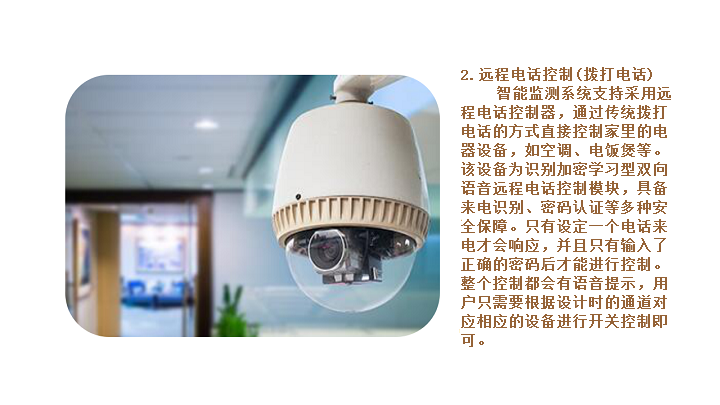 2.远程电话控制(拨打电话)
智能监测系统支持采用远
程电话控制器，通过传统拨打
电话的方式直接控制家里的电
器设备，如空调、电饭煲等。
该设备为识别加密学习型双向
语音远程电话控制模块，具备
来电识别、密码认证等多种安
全保障。只有设定一个电话来
电才会响应，并且只有输入了
正确的密码后才能进行控制。
整个控制都会有语音提示，用
户只需要根据设计时的通道对
应相应的设备进行开关控制即
可。